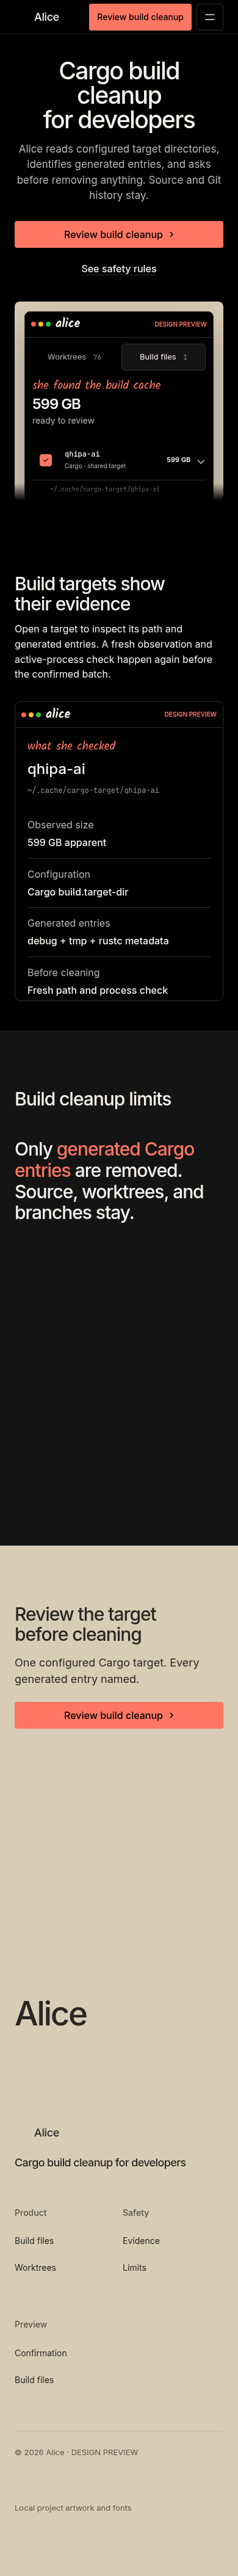 Alice
Review build cleanup
Cargo build
cleanup
for developers
Alice reads configured target directories,
identifies generated entries, and asks
before removing anything. Source and Git
history stay.
Review build cleanup
See safety rules
alice
DESIGN PREVIEW
Worktrees 76
Build files 1
she found the build cache
599 GB
ready to review
qhipa-ai
Cargo · shared target
599 GB
~/.cache/cargo-target/qhipa-ai
Build targets show
their evidence
Open a target to inspect its path and
generated entries. A fresh observation and
active-process check happen again before
the confirmed batch.
alice
DESIGN PREVIEW
what she checked
qhipa-ai
~/.cache/cargo-target/qhipa-ai
Observed size
599 GB apparent
Configuration
Cargo build.target-dir
Generated entries
debug + tmp + rustc metadata
Before cleaning
Fresh path and process check
Build cleanup limits
Only generated Cargo
entries are removed.
Source, worktrees, and
branches stay.
Review the target
before cleaning
One configured Cargo target. Every
generated entry named.
Review build cleanup
Alice
Alice
Cargo build cleanup for developers
Product
Safety
Build files
Evidence
Worktrees
Limits
Preview
Confirmation
Build files
© 2026 Alice · DESIGN PREVIEW
Local project artwork and fonts